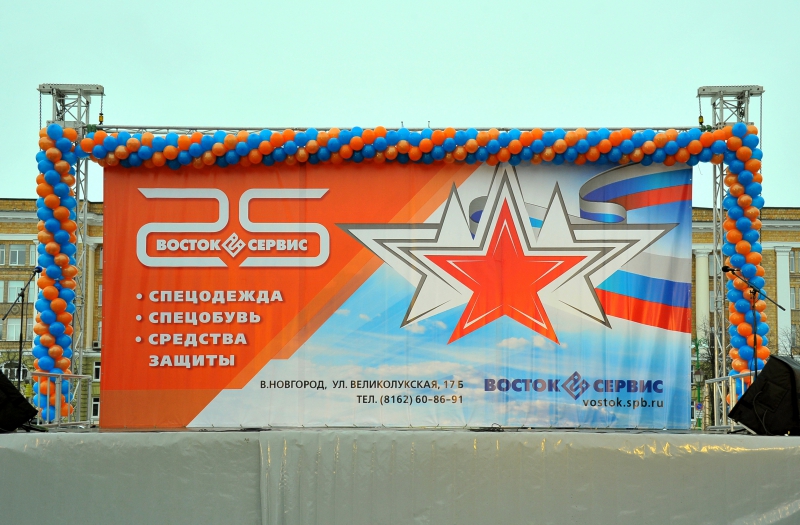 25
ВОСТОК СЕРВИС
• СПЕЦОДЕЖДА
• СПЕЦОБУВЬ
• СРЕДСТВА
ЗАЩИТЫ
В.НОВГОРОД, УЛ. ВЕЛИКОЛУКСКАЯ, 17 Б
ТЕЛ. (8162) 60-86-91
ВОСТОК СЕРВИС
vostok.spb.ru